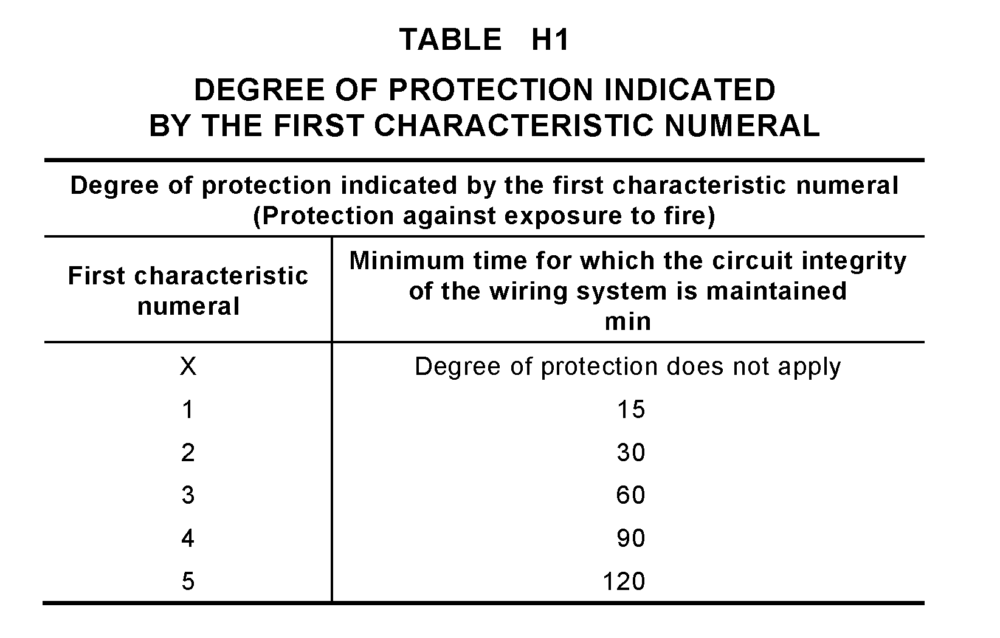 TABLE H1
DEGREE OF PROTECTION INDICATED
BY THE FIRST CHARACTERISTIC NUMERAL
Degree of protection indicated by the first characteristic numeral
(Protection against exposure to fire)
First characteristic
numeral
Minimum time for which the circuit integrity
of the wiring system is maintained
min
X Degree of protection does not apply
1 15
2 30
3 60
4 90
5 120